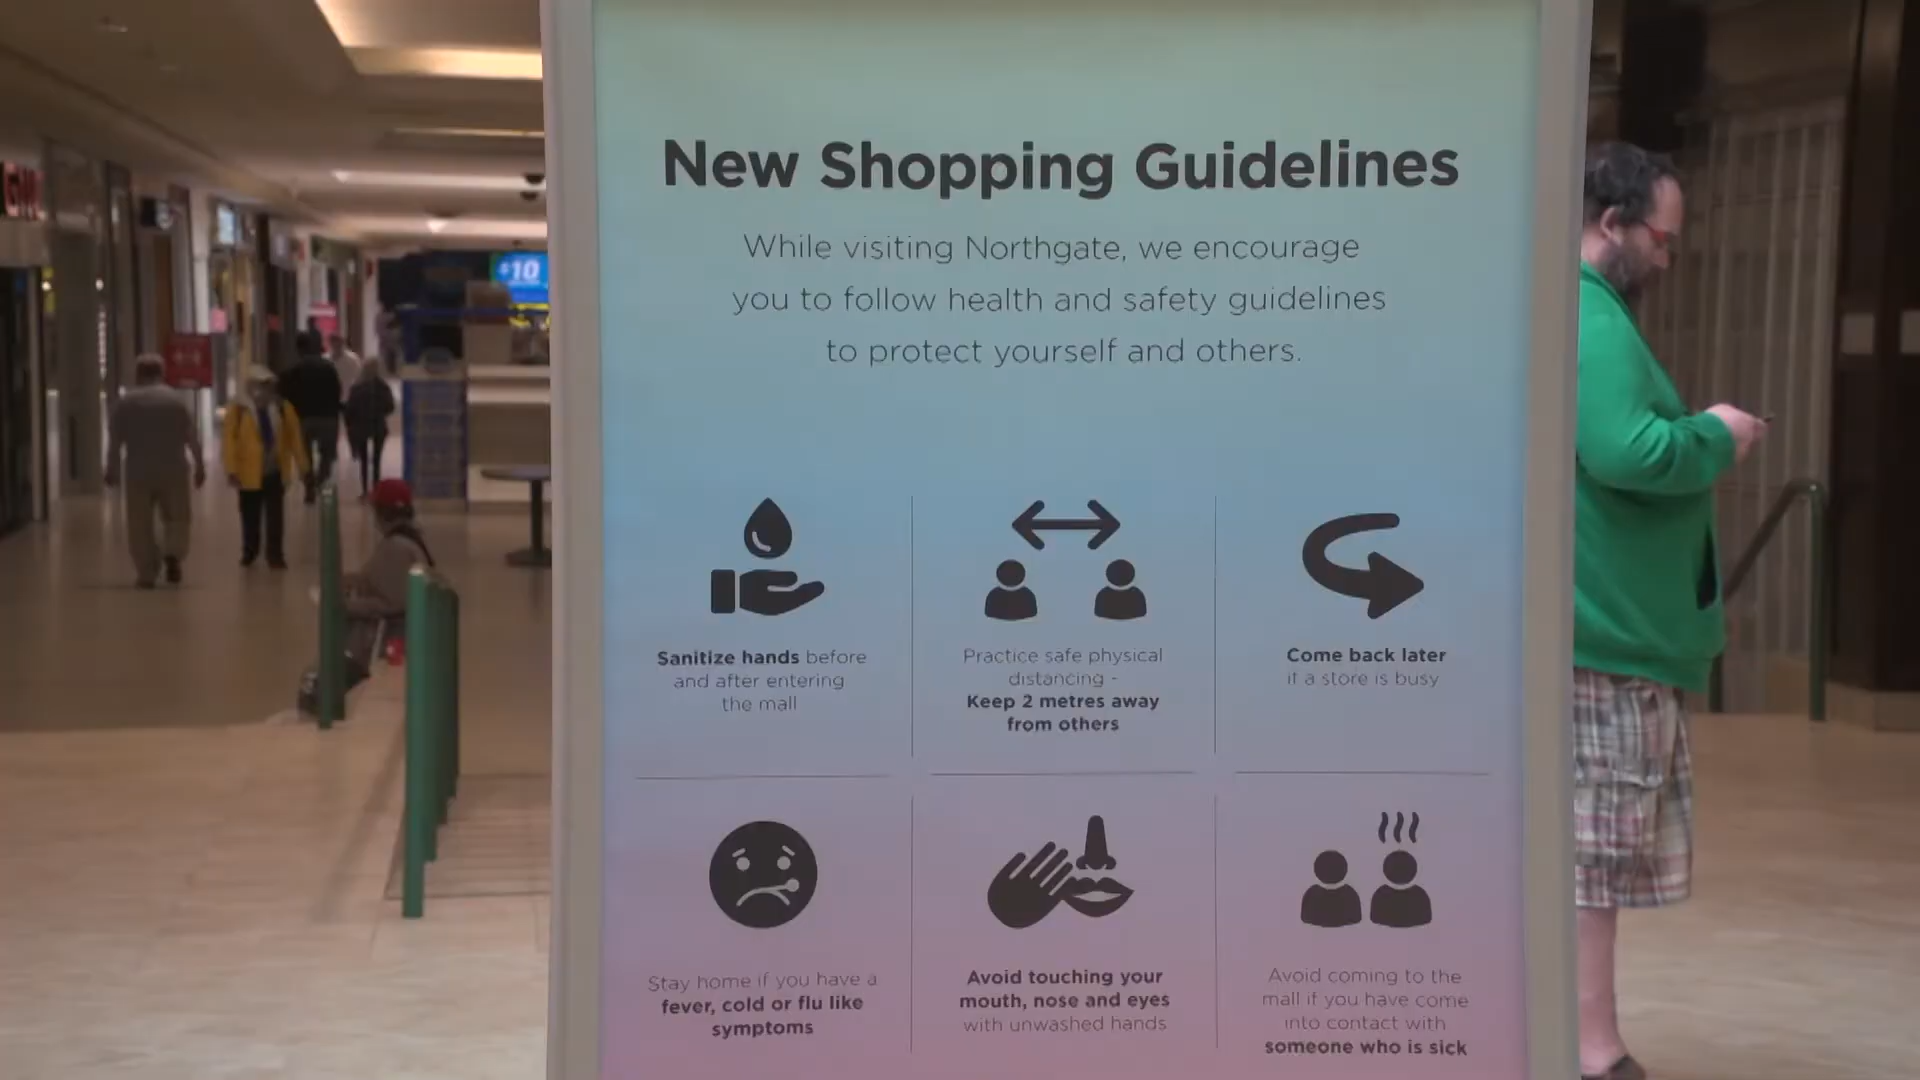 New Shopping Guidelines
While visiting Northgate, we encourage
you to follow health and safety guidelines
to protect yourself and others.
Sanitize hands before
and after entering
the mall
Practice safe physical
distancing -
Keep 2 metres away
from others
Come back later
if a store is busy
Stay home if you have a
fever, cold or flu like
symptoms
Avoid touching your
mouth, nose and eyes
with unwashed hands
Avoid coming to the
mall if you have come
into contact with
someone who is sick
$10